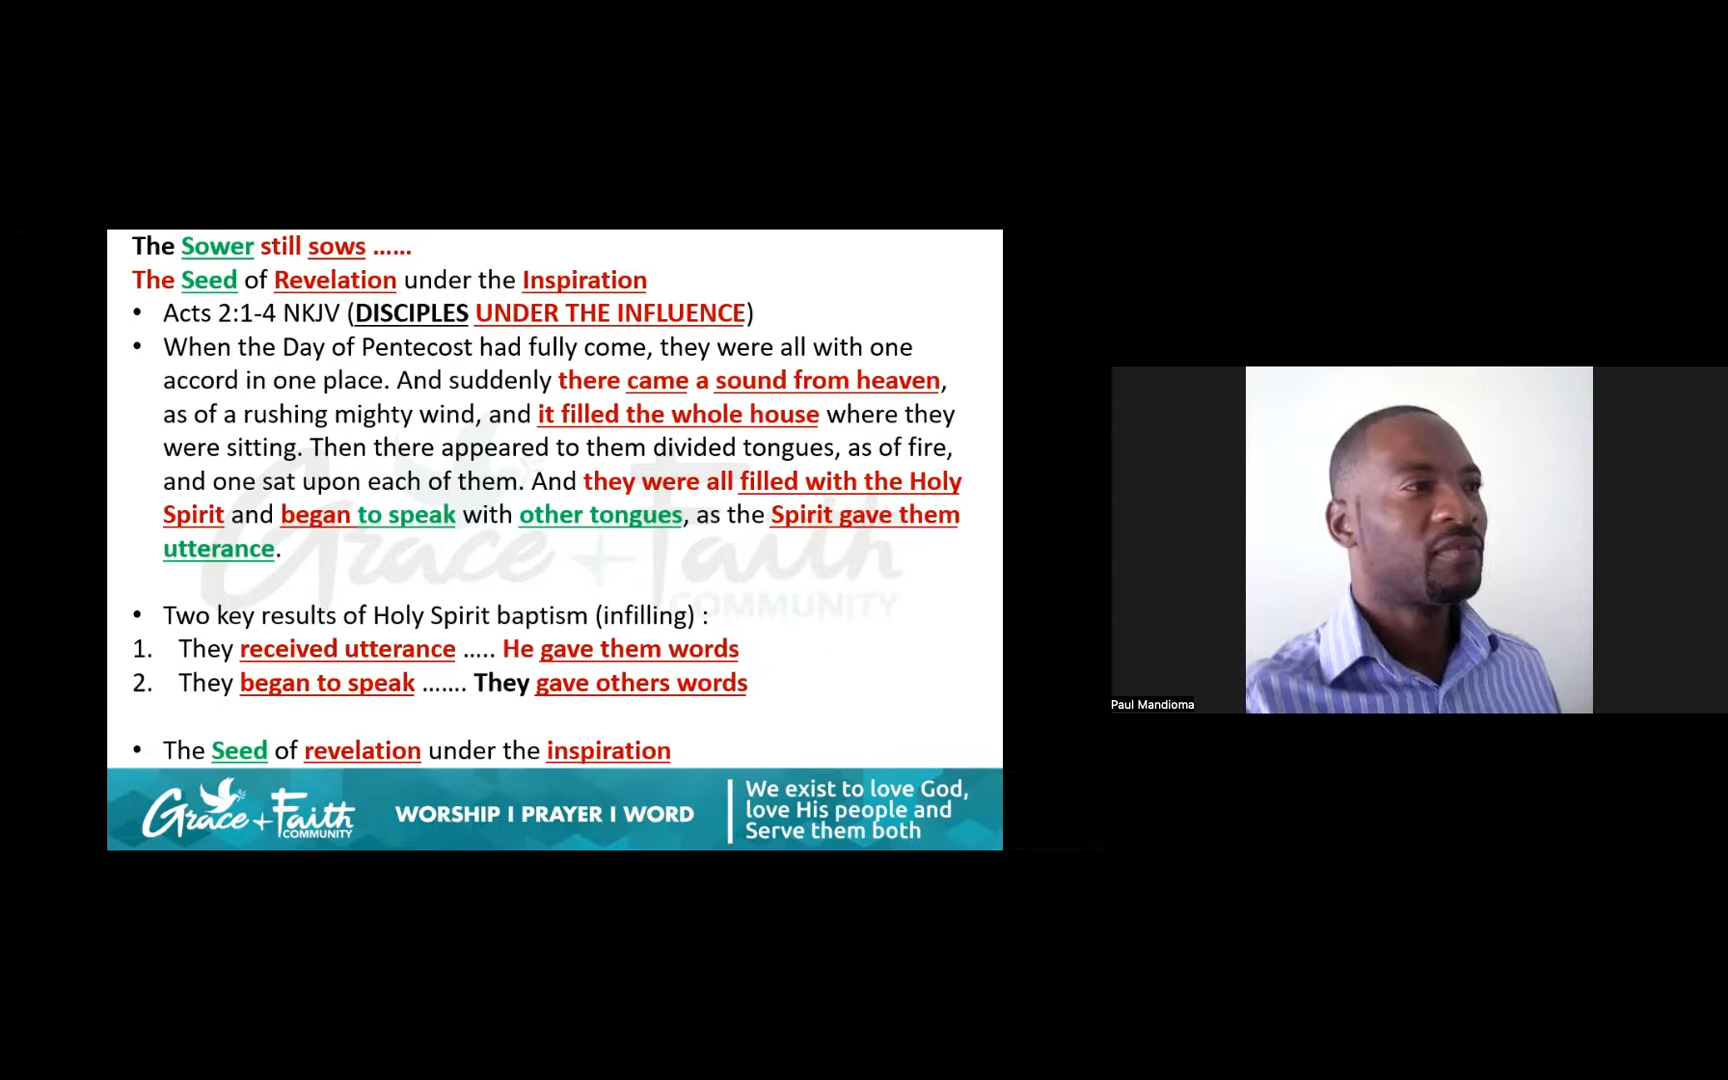 The Sower still sows ......
The Seed of Revelation under the Inspiration
• Acts 2:1-4 NKJV (DISCIPLES UNDER THE INFLUENCE)
• When the Day of Pentecost had fully come, they were all with one
accord in one place. And suddenly there came a sound from heaven,
as of a rushing mighty wind, and it filled the whole house where they
were sitting. Then there appeared to them divided tongues, as of fire,
and one sat upon each of them. And they were all filled with the Holy
Spirit and began to speak with other tongues, as the Spirit gave them
utterance.
Grace + Faith
COMMUNITY
• Two key results of Holy Spirit baptism (infilling) :
1. They received utterance ..... He gave them words
2. They began to speak ....... They gave others words
• The Seed of revelation under the inspiration
Grace + Faith
COMMUNITY
WORSHIP I PRAYER I WORD
We exist to love God,
love His people and
Serve them both
Paul Mandioma